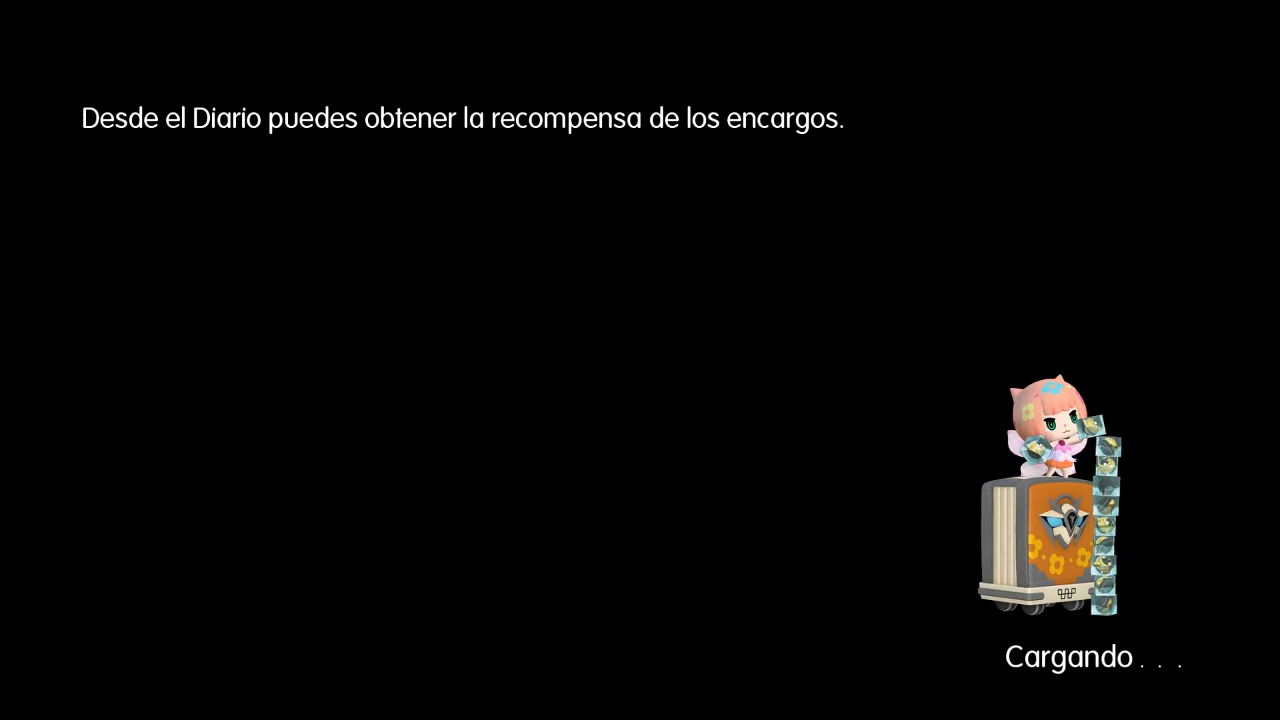 Desde el Diario puedes obtener la recompensa de los encargos.
Cargando . . .